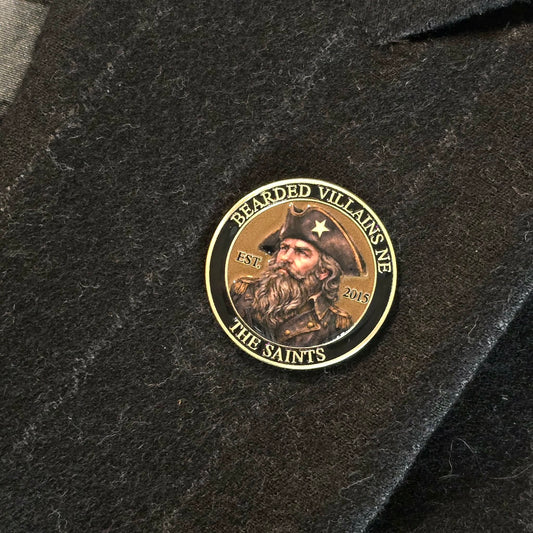 BEARDED VILLAINS NE
EST. 2015
THE SAINTS